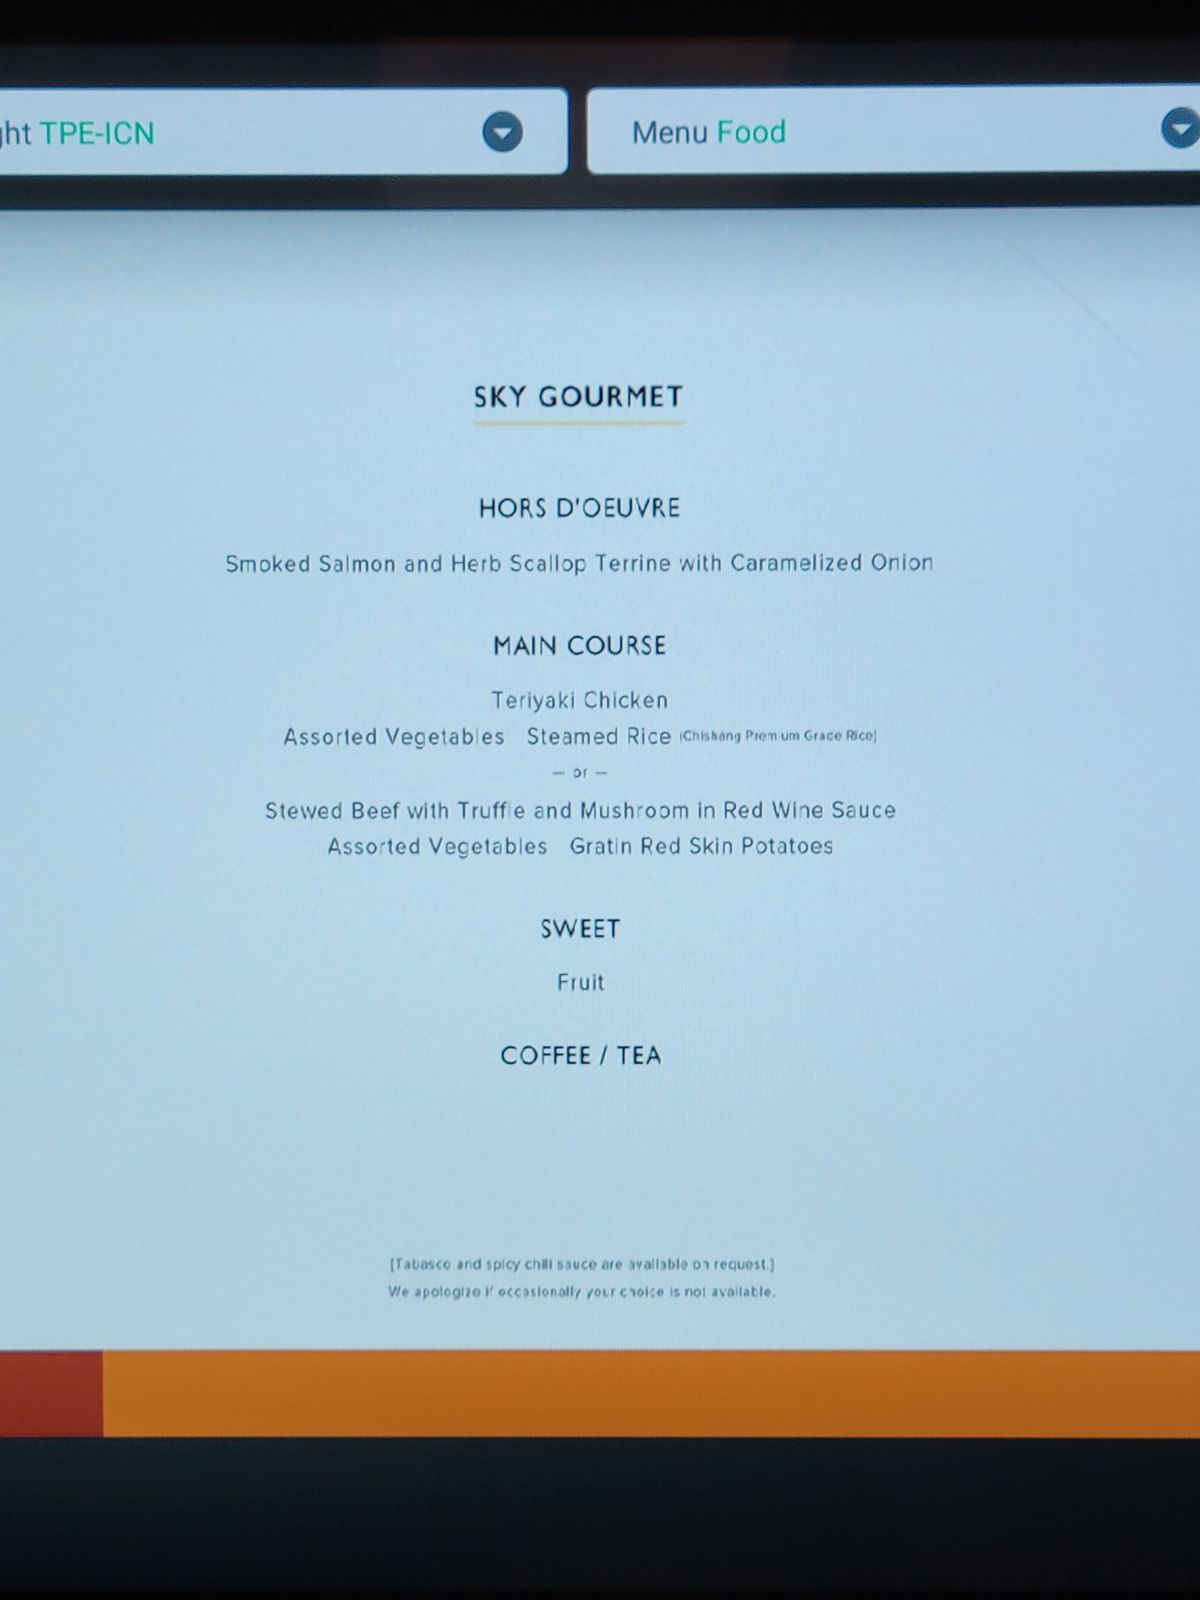 ght TPE-ICN
Menu Food
SKY GOURMET
HORS D'OEUVRE
Smoked Salmon and Herb Scallop Terrine with Caramelized Onion
MAIN COURSE
Teriyaki Chicken
Assorted Vegetables Steamed Rice (Chishang Premium Grace Rice)
— or —
Stewed Beef with Truffle and Mushroom in Red Wine Sauce
Assorted Vegetables Gratin Red Skin Potatoes
SWEET
Fruit
COFFEE / TEA
(Tabasco and spicy chili sauce are available on request.)
We apologize if occasionally your choice is not available.